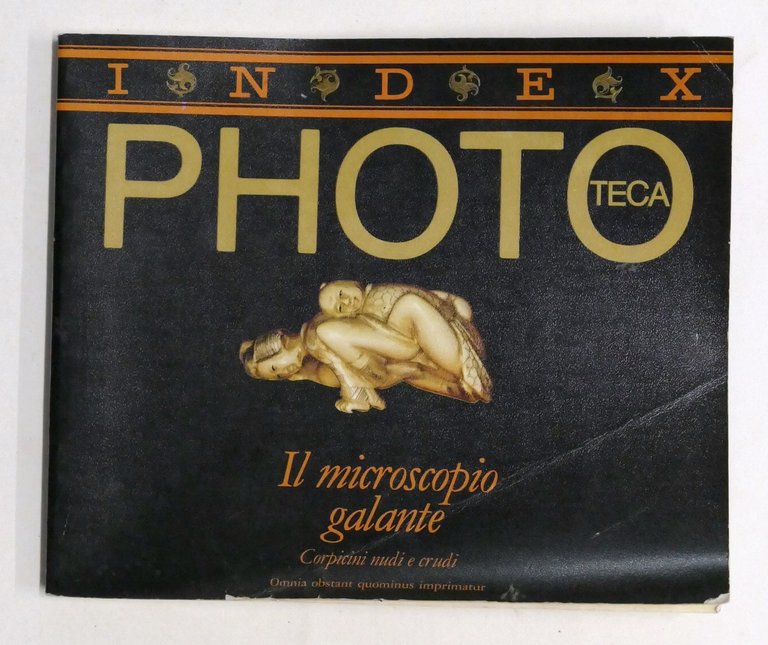 INDEX
PHOTO
TECA
Il microscopio
galante
Corpicini nudi e crudi
Omnia obstant quominus imprimatur